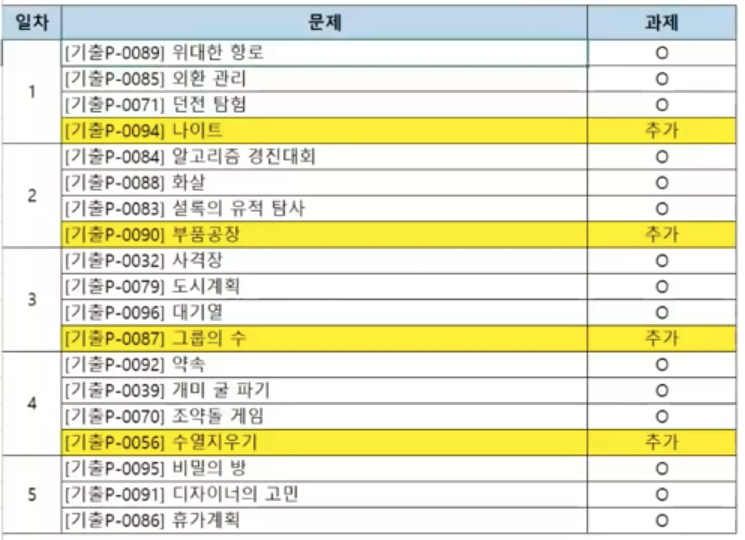 일차 문제 과제
1
[기출P-0089] 위대한 항로 O
[기출P-0085] 외환 관리 O
[기출P-0071] 던전 탐험 O
[기출P-0094] 나이트 추가
2
[기출P-0084] 알고리즘 경진대회 O
[기출P-0088] 화살 O
[기출P-0083] 셜록의 유적 탐사 O
[기출P-0090] 부품공장 추가
3
[기출P-0032] 사격장 O
[기출P-0079] 도시계획 O
[기출P-0096] 대기열 O
[기출P-0087] 그룹의 수 추가
4
[기출P-0092] 약속 O
[기출P-0039] 개미 굴 파기 O
[기출P-0070] 조약돌 게임 O
[기출P-0056] 수열지우기 추가
5
[기출P-0095] 비밀의 방 O
[기출P-0091] 디자이너의 고민 O
[기출P-0086] 휴가계획 O